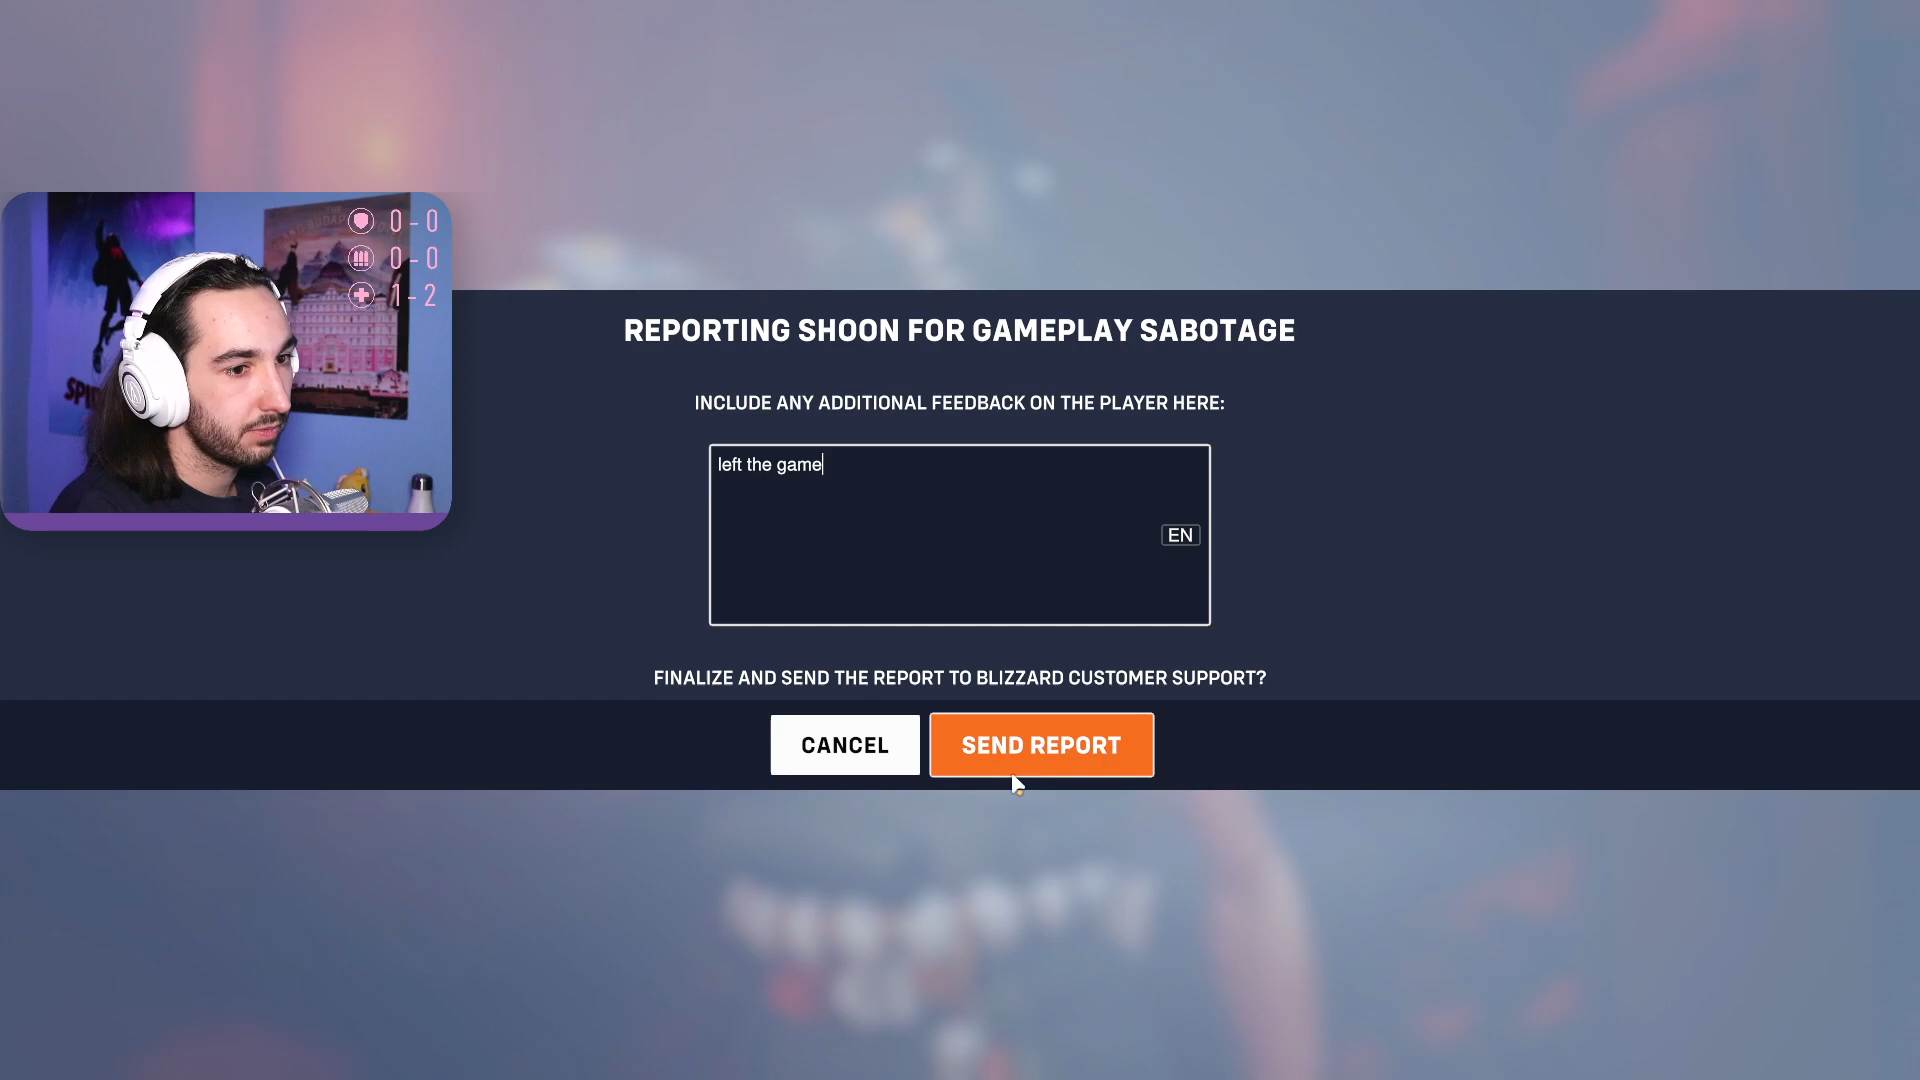 0 - 0
0 - 0
1 - 2
REPORTING SHOON FOR GAMEPLAY SABOTAGE
INCLUDE ANY ADDITIONAL FEEDBACK ON THE PLAYER HERE:
left the game
EN
FINALIZE AND SEND THE REPORT TO BLIZZARD CUSTOMER SUPPORT?
CANCEL
SEND REPORT